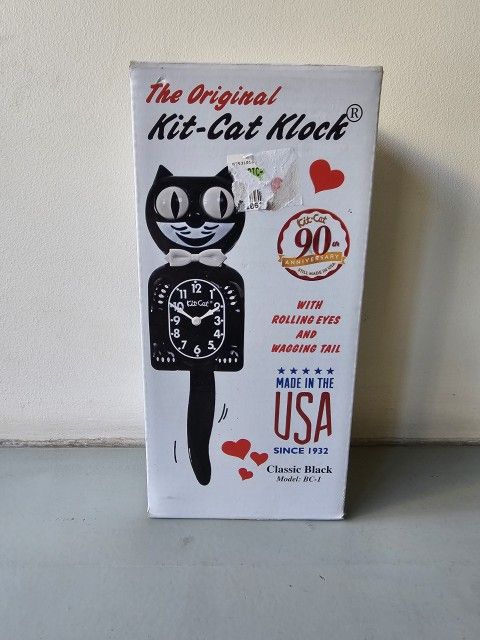 The Original
Kit-Cat Klock®
Kit-Cat
90th
ANNIVERSARY
STILL MADE IN USA
WITH
ROLLING EYES
AND
WAGGING TAIL
12
11 1
10 2
9 3
8 4
7 5
6
Kit-Cat
★★★★★
MADE IN THE
USA
SINCE 1932
Classic Black
Model: BC-1